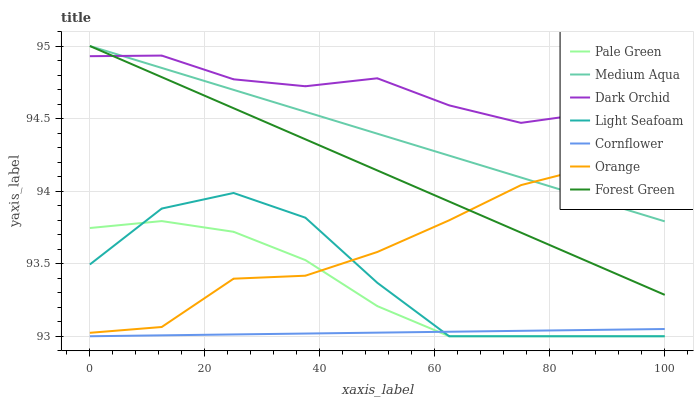 title
yaxis_label
95
94.5
94
93.5
93
0
20
40
60
80
100
xaxis_label
Pale Green
Medium Aqua
Dark Orchid
Light Seafoam
Cornflower
Orange
Forest Green